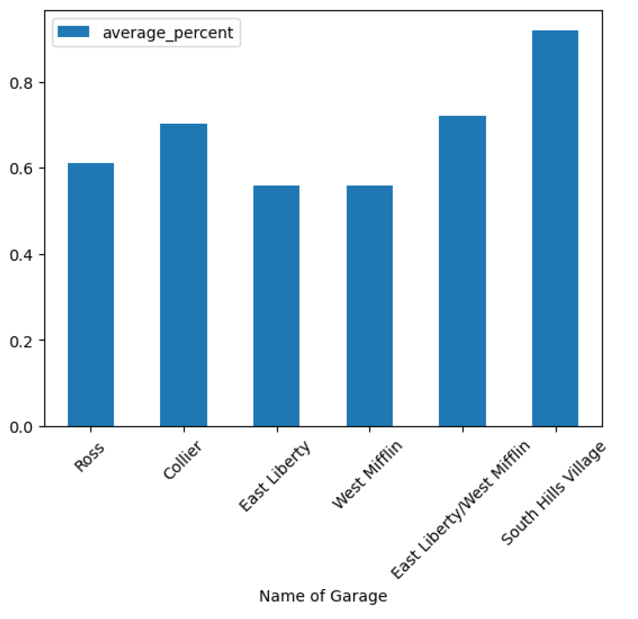 average_percent
0.8
0.6
0.4
0.2
0.0
Ross
Collier
East Liberty
West Mifflin
East Liberty/West Mifflin
South Hills Village
Name of Garage